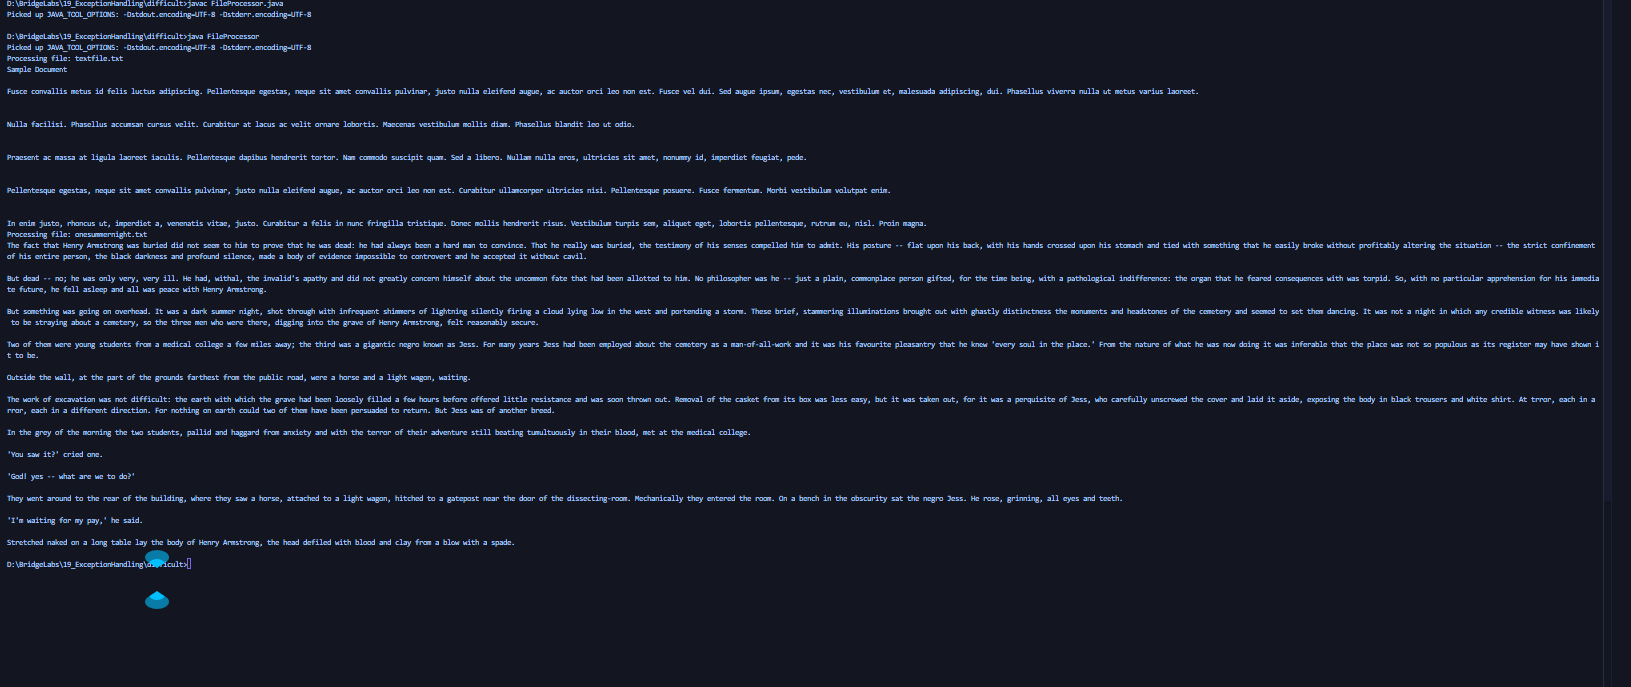 D:\BridgeLabs\19_ExceptionHandling\difficult>javac FileProcessor.java
Picked up JAVA_TOOL_OPTIONS: -Dstdout.encoding=UTF-8 -Dstderr.encoding=UTF-8
D:\BridgeLabs\19_ExceptionHandling\difficult>java FileProcessor
Picked up JAVA_TOOL_OPTIONS: -Dstdout.encoding=UTF-8 -Dstderr.encoding=UTF-8
Processing file: textfile.txt
Sample Document
Fusce convallis metus id felis luctus adipiscing. Pellentesque egestas, neque sit amet convallis pulvinar, justo nulla eleifend augue, ac auctor orci leo non est. Fusce vel dui. Sed augue ipsum, egestas nec, vestibulum et, malesuada adipiscing, dui. Phasellus viverra nulla ut metus varius laoreet.
Nulla facilisi. Phasellus accumsan cursus velit. Curabitur at lacus ac velit ornare lobortis. Maecenas vestibulum mollis diam. Phasellus blandit leo ut odio.
Praesent ac massa at ligula laoreet iaculis. Pellentesque dapibus hendrerit tortor. Nam commodo suscipit quam. Sed a libero. Nullam nulla eros, ultricies sit amet, nonummy id, imperdiet feugiat, pede.
Pellentesque egestas, neque sit amet convallis pulvinar, justo nulla eleifend augue, ac auctor orci leo non est. Curabitur ullamcorper ultricies nisi. Pellentesque posuere. Fusce fermentum. Morbi vestibulum volutpat enim.
In enim justo, rhoncus ut, imperdiet a, venenatis vitae, justo. Curabitur a felis in nunc fringilla tristique. Donec mollis hendrerit risus. Vestibulum turpis sem, aliquet eget, lobortis pellentesque, rutrum eu, nisl. Proin magna.
Processing file: onesummernight.txt
The fact that Henry Armstrong was buried did not seem to him to prove that he was dead: he had always been a hard man to convince. That he really was buried, the testimony of his senses compelled him to admit. His posture -- flat upon his back, with his hands crossed upon his stomach and tied with something that he easily broke without profitably altering the situation -- the strict confinement
of his entire person, the black darkness and profound silence, made a body of evidence impossible to controvert and he accepted it without cavil.
But dead -- no; he was only very, very ill. He had, withal, the invalid's apathy and did not greatly concern himself about the uncommon fate that had been allotted to him. No philosopher was he -- just a plain, commonplace person gifted, for the time being, with a pathological indifference: the organ that he feared consequences with was torpid. So, with no particular apprehension for his immedia
te future, he fell asleep and all was peace with Henry Armstrong.
But something was going on overhead. It was a dark summer night, shot through with infrequent shimmers of lightning silently firing a cloud lying low in the west and portending a storm. These brief, stammering illuminations brought out with ghastly distinctness the monuments and headstones of the cemetery and seemed to set them dancing. It was not a night in which any credible witness was likely
to be straying about a cemetery, so the three men who were there, digging into the grave of Henry Armstrong, felt reasonably secure.
Two of them were young students from a medical college a few miles away; the third was a gigantic negro known as Jess. For many years Jess had been employed about the cemetery as a man-of-all-work and it was his favourite pleasantry that he knew 'every soul in the place.' From the nature of what he was now doing it was inferable that the place was not so populous as its register may have shown i
t to be.
Outside the wall, at the part of the grounds farthest from the public road, were a horse and a light wagon, waiting.
The work of excavation was not difficult: the earth with which the grave had been loosely filled a few hours before offered little resistance and was soon thrown out. Removal of the casket from its box was less easy, but it was taken out, for it was a perquisite of Jess, who carefully unscrewed the cover and laid it aside, exposing the body in black trousers and white shirt. At trror, each in a
rror, each in a different direction. For nothing on earth could two of them have been persuaded to return. But Jess was of another breed.
In the grey of the morning the two students, pallid and haggard from anxiety and with the terror of their adventure still beating tumultuously in their blood, met at the medical college.
'You saw it?' cried one.
'God! yes -- what are we to do?'
They went around to the rear of the building, where they saw a horse, attached to a light wagon, hitched to a gatepost near the door of the dissecting-room. Mechanically they entered the room. On a bench in the obscurity sat the negro Jess. He rose, grinning, all eyes and teeth.
'I'm waiting for my pay,' he said.
Stretched naked on a long table lay the body of Henry Armstrong, the head defiled with blood and clay from a blow with a spade.
D:\BridgeLabs\19_ExceptionHandling\difficult>